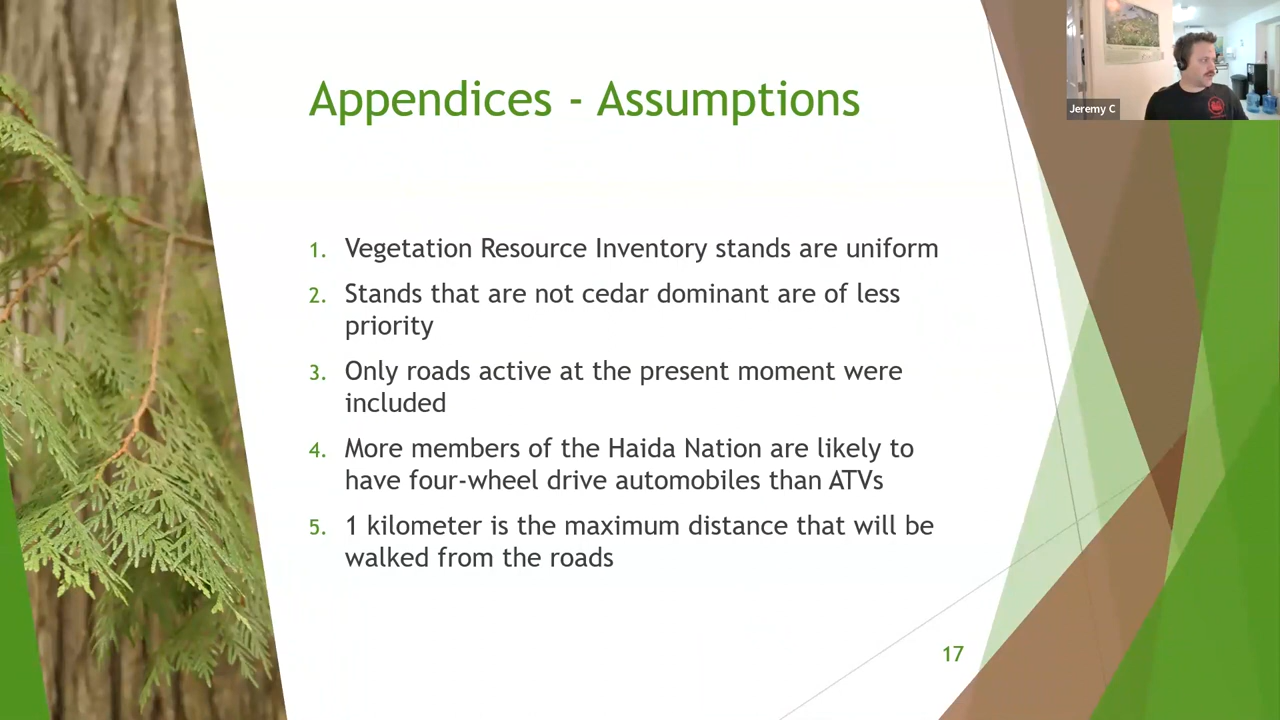 Appendices - Assumptions
Jeremy C
1. Vegetation Resource Inventory stands are uniform
2. Stands that are not cedar dominant are of less
priority
3. Only roads active at the present moment were
included
4. More members of the Haida Nation are likely to
have four-wheel drive automobiles than ATVs
5. 1 kilometer is the maximum distance that will be
walked from the roads
17